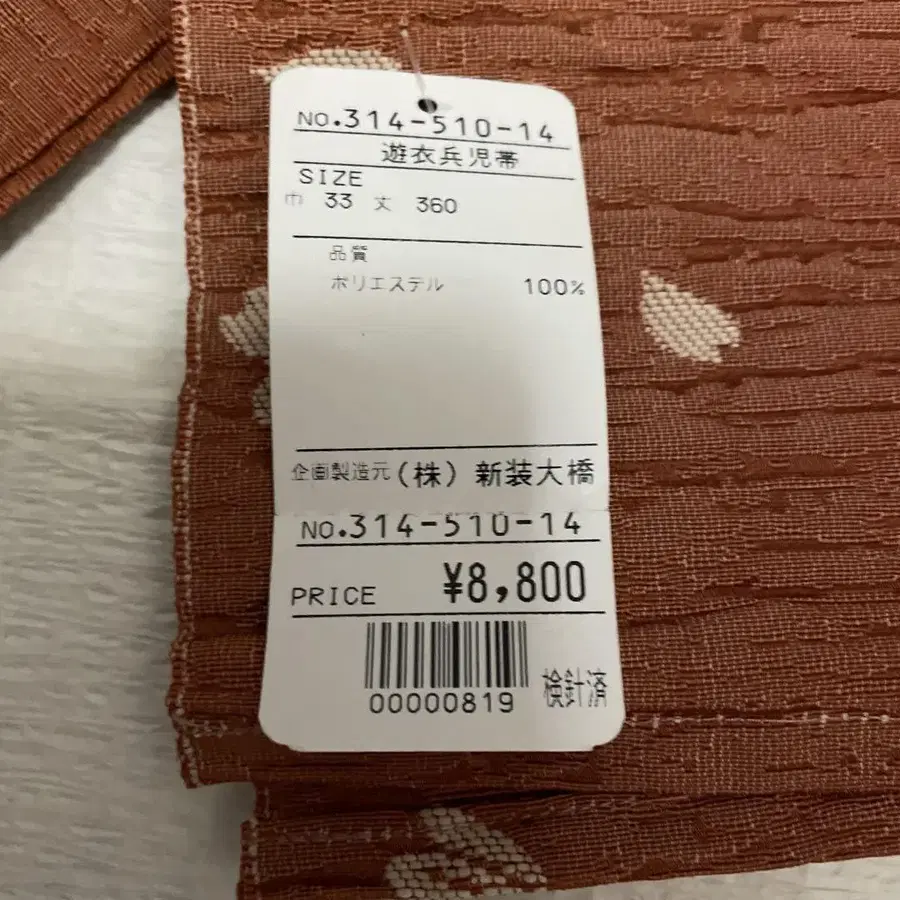 NO.314-510-14
遊衣兵児帯
SIZE
巾 33 丈 360
品質
ポリエステル 100%
企画製造元 (株) 新装大橋
NO.314-510-14
PRICE ¥8,800
00000819 検針済